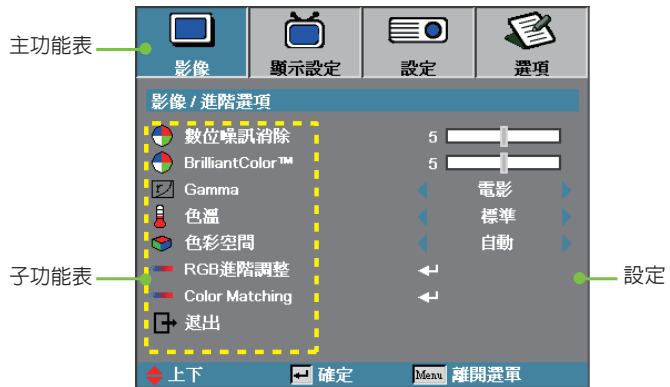 主功能表
影像 顯示設定 設定 選項
影像 / 進階選項
數位噪訊消除 5
BrilliantColor™ 5
Gamma 電影
色溫 標準
色彩空間 自動
子功能表 RGB進階調整 設定
Color Matching
退出
上下 確定 Menu 離開選單